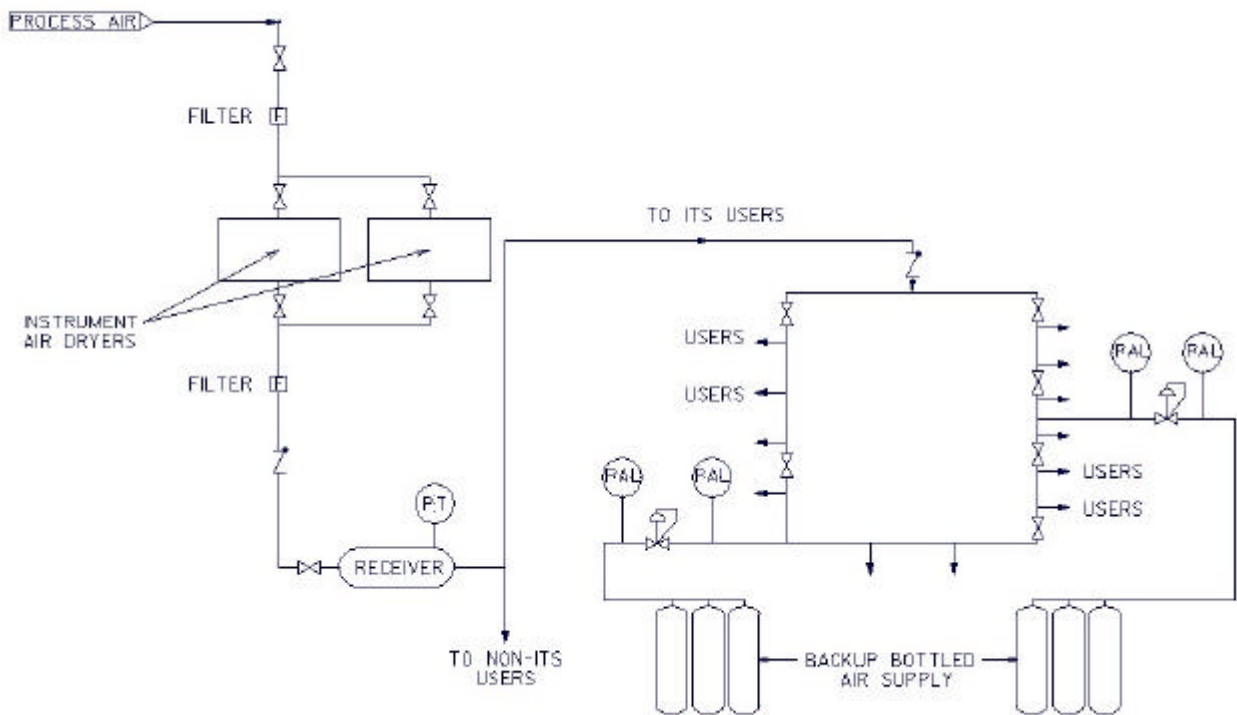 PROCESS AIR
FILTER F
INSTRUMENT
AIR DRYERS
FILTER F
PIT
RECEIVER
TO NON-ITS
USERS
TO ITS USERS
USERS
USERS
PAL
PAL
PAL
PAL
USERS
USERS
BACKUP BOTTLED
AIR SUPPLY